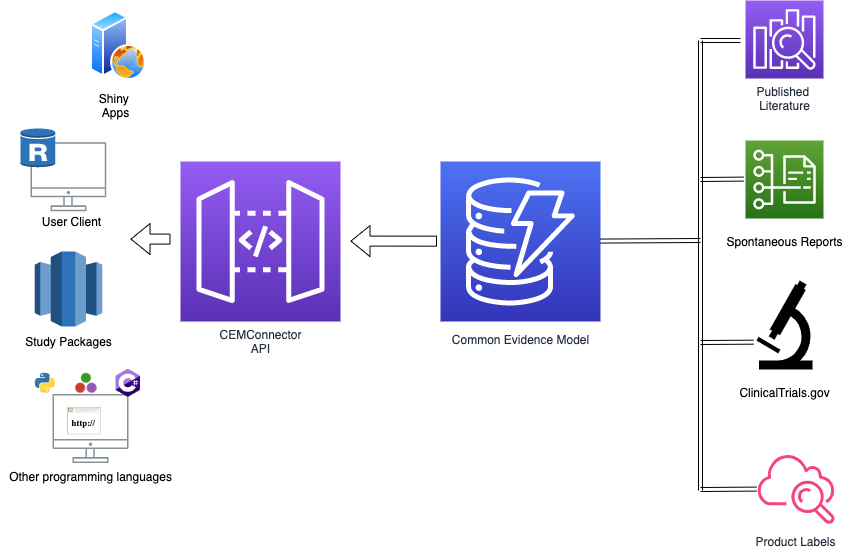 Shiny
Apps
R
User Client
Study Packages
C#
http://
Other programming languages
</>
CEMConnector
API
Common Evidence Model
Published
Literature
Spontaneous Reports
ClinicalTrials.gov
Product Labels